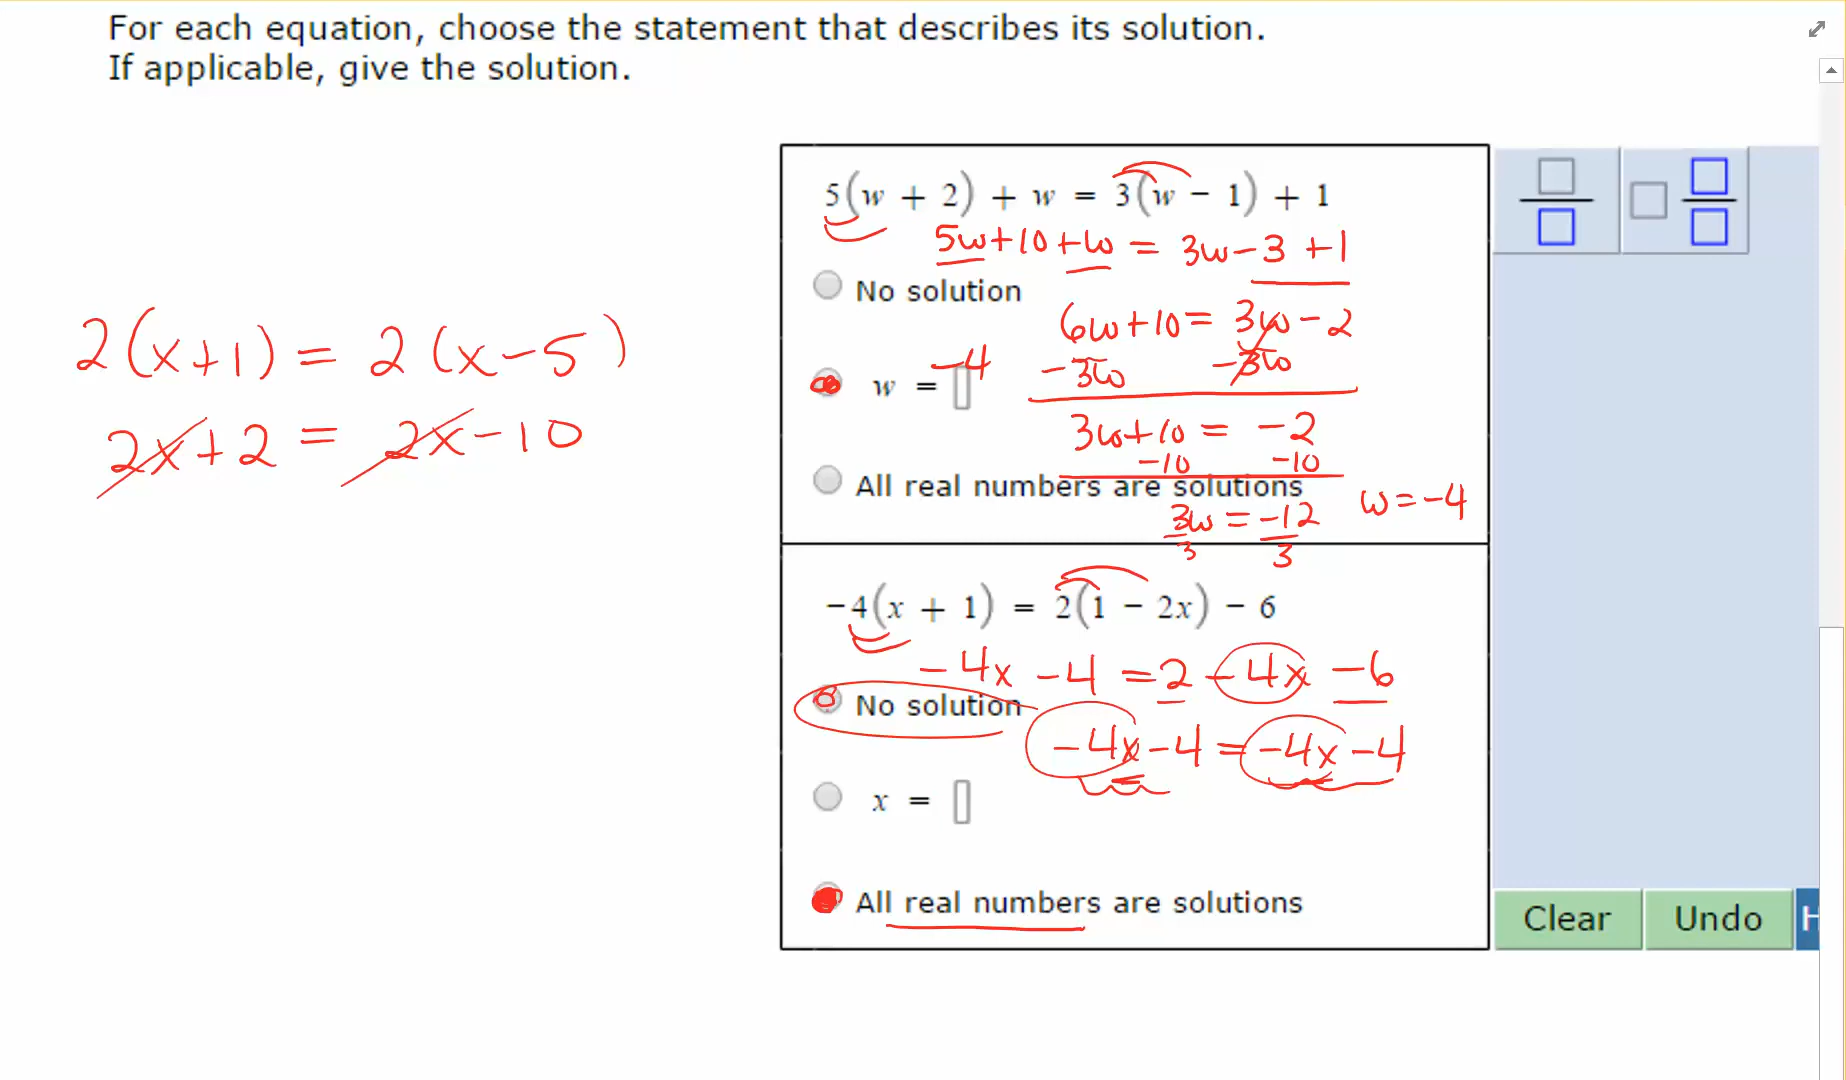 For each equation, choose the statement that describes its solution.
If applicable, give the solution.
2(x+1) = 2(x-5)
2x+2 = 2x-10
5(w + 2) + w = 3(w − 1) + 1
5w+10+w = 3w-3+1
No solution
6w+10 = 3w-2
-3w -3w
w = -4
3w+10 = -2
-10 -10
All real numbers are solutions
3w = -12
3 3
w = -4
−4(x + 1) = 2(1 − 2x) − 6
-4x -4 = 2 -4x -6
No solution
-4x-4 = -4x-4
x =
All real numbers are solutions
Clear Undo H